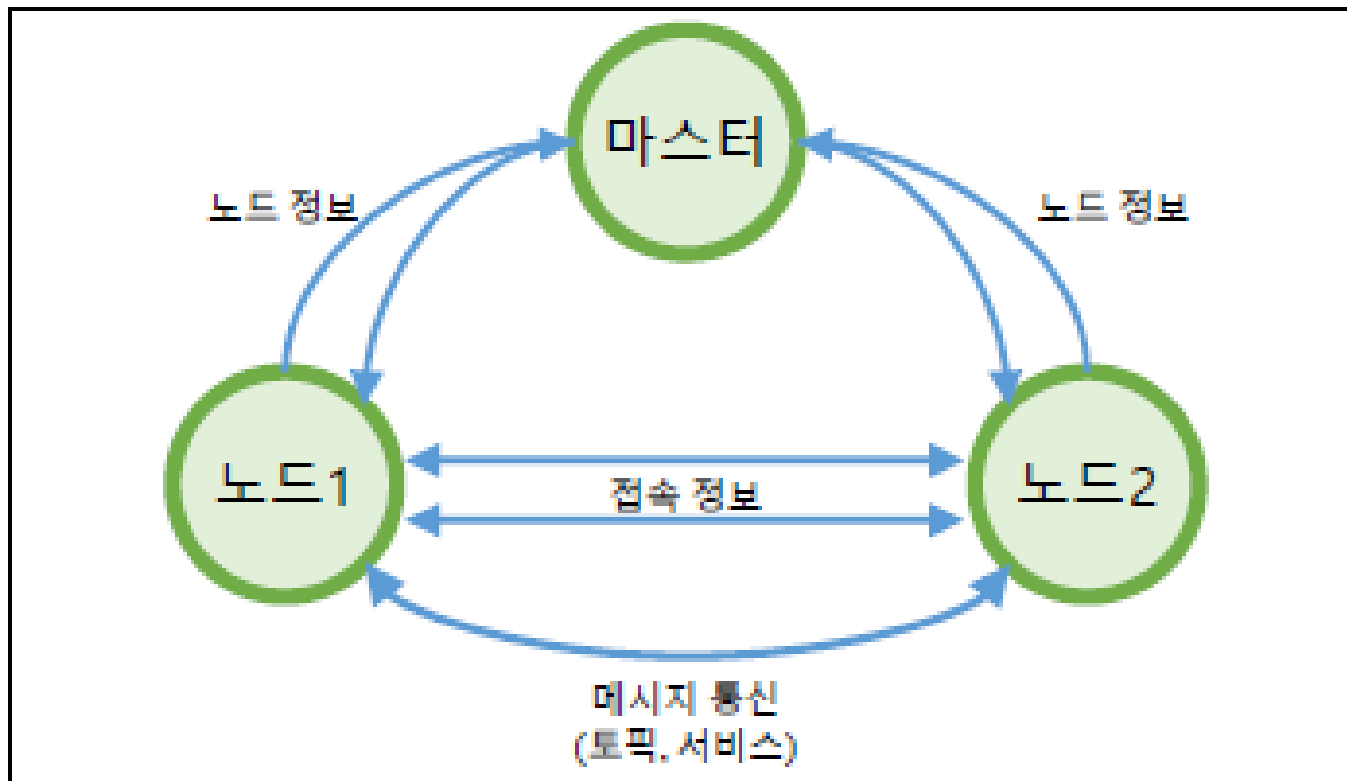 마스터
노드 정보
노드 정보
노드1
접속 정보
노드2
메시지 통신
(토픽, 서비스)